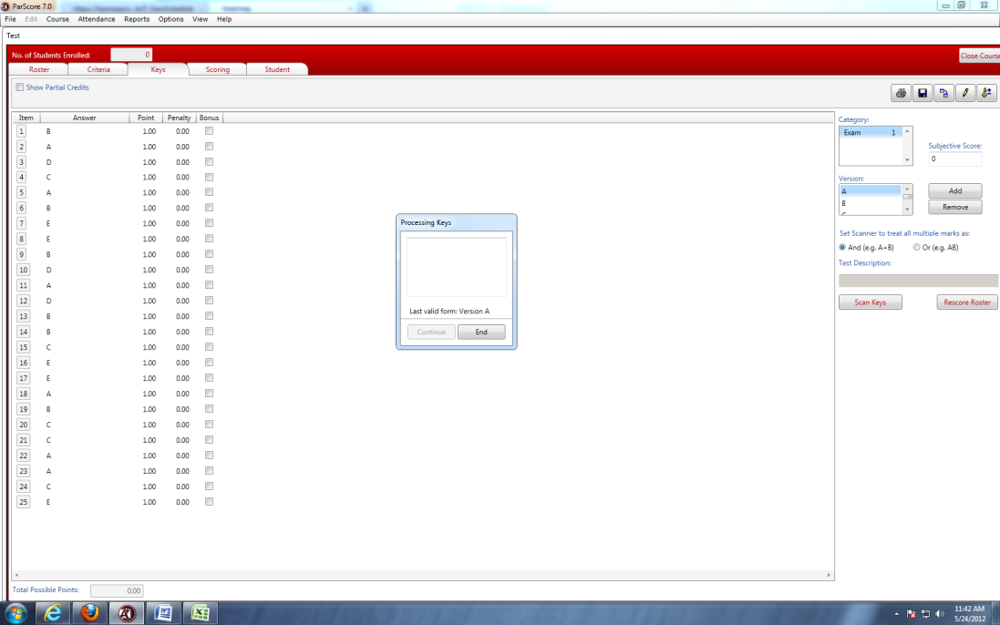 ParScore 7.0
File Edit Course Attendance Reports Options View Help
Test
No. of Students Enrolled: 0
Close Course
Roster Criteria Keys Scoring Student
Show Partial Credits
Item Answer Point Penalty Bonus
1 B 1.00 0.00
2 A 1.00 0.00
3 D 1.00 0.00
4 C 1.00 0.00
5 A 1.00 0.00
6 B 1.00 0.00
7 E 1.00 0.00
8 E 1.00 0.00
9 B 1.00 0.00
10 D 1.00 0.00
11 A 1.00 0.00
12 D 1.00 0.00
13 B 1.00 0.00
14 B 1.00 0.00
15 C 1.00 0.00
16 E 1.00 0.00
17 E 1.00 0.00
18 A 1.00 0.00
19 B 1.00 0.00
20 C 1.00 0.00
21 C 1.00 0.00
22 A 1.00 0.00
23 A 1.00 0.00
24 C 1.00 0.00
25 E 1.00 0.00
Processing Keys
Last valid form: Version A
Continue End
Category:
Exam 1
Subjective Score:
0
Version:
A
B
Add
Remove
Set Scanner to treat all multiple marks as:
And (e.g. A+B) Or (e.g. AB)
Test Description:
Scan Keys Rescore Roster
Total Possible Points: 0.00
11:42 AM
5/24/2012